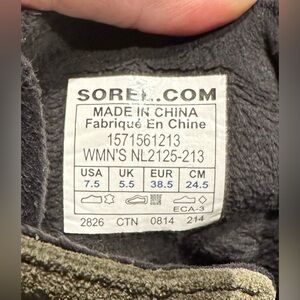 SOREL.COM
MADE IN CHINA
Fabriqué En Chine
1571561213
WMN'S NL2125-213
USA UK EUR CM
7.5 5.5 38.5 24.5
ECA-3
2826 CTN 0814 214